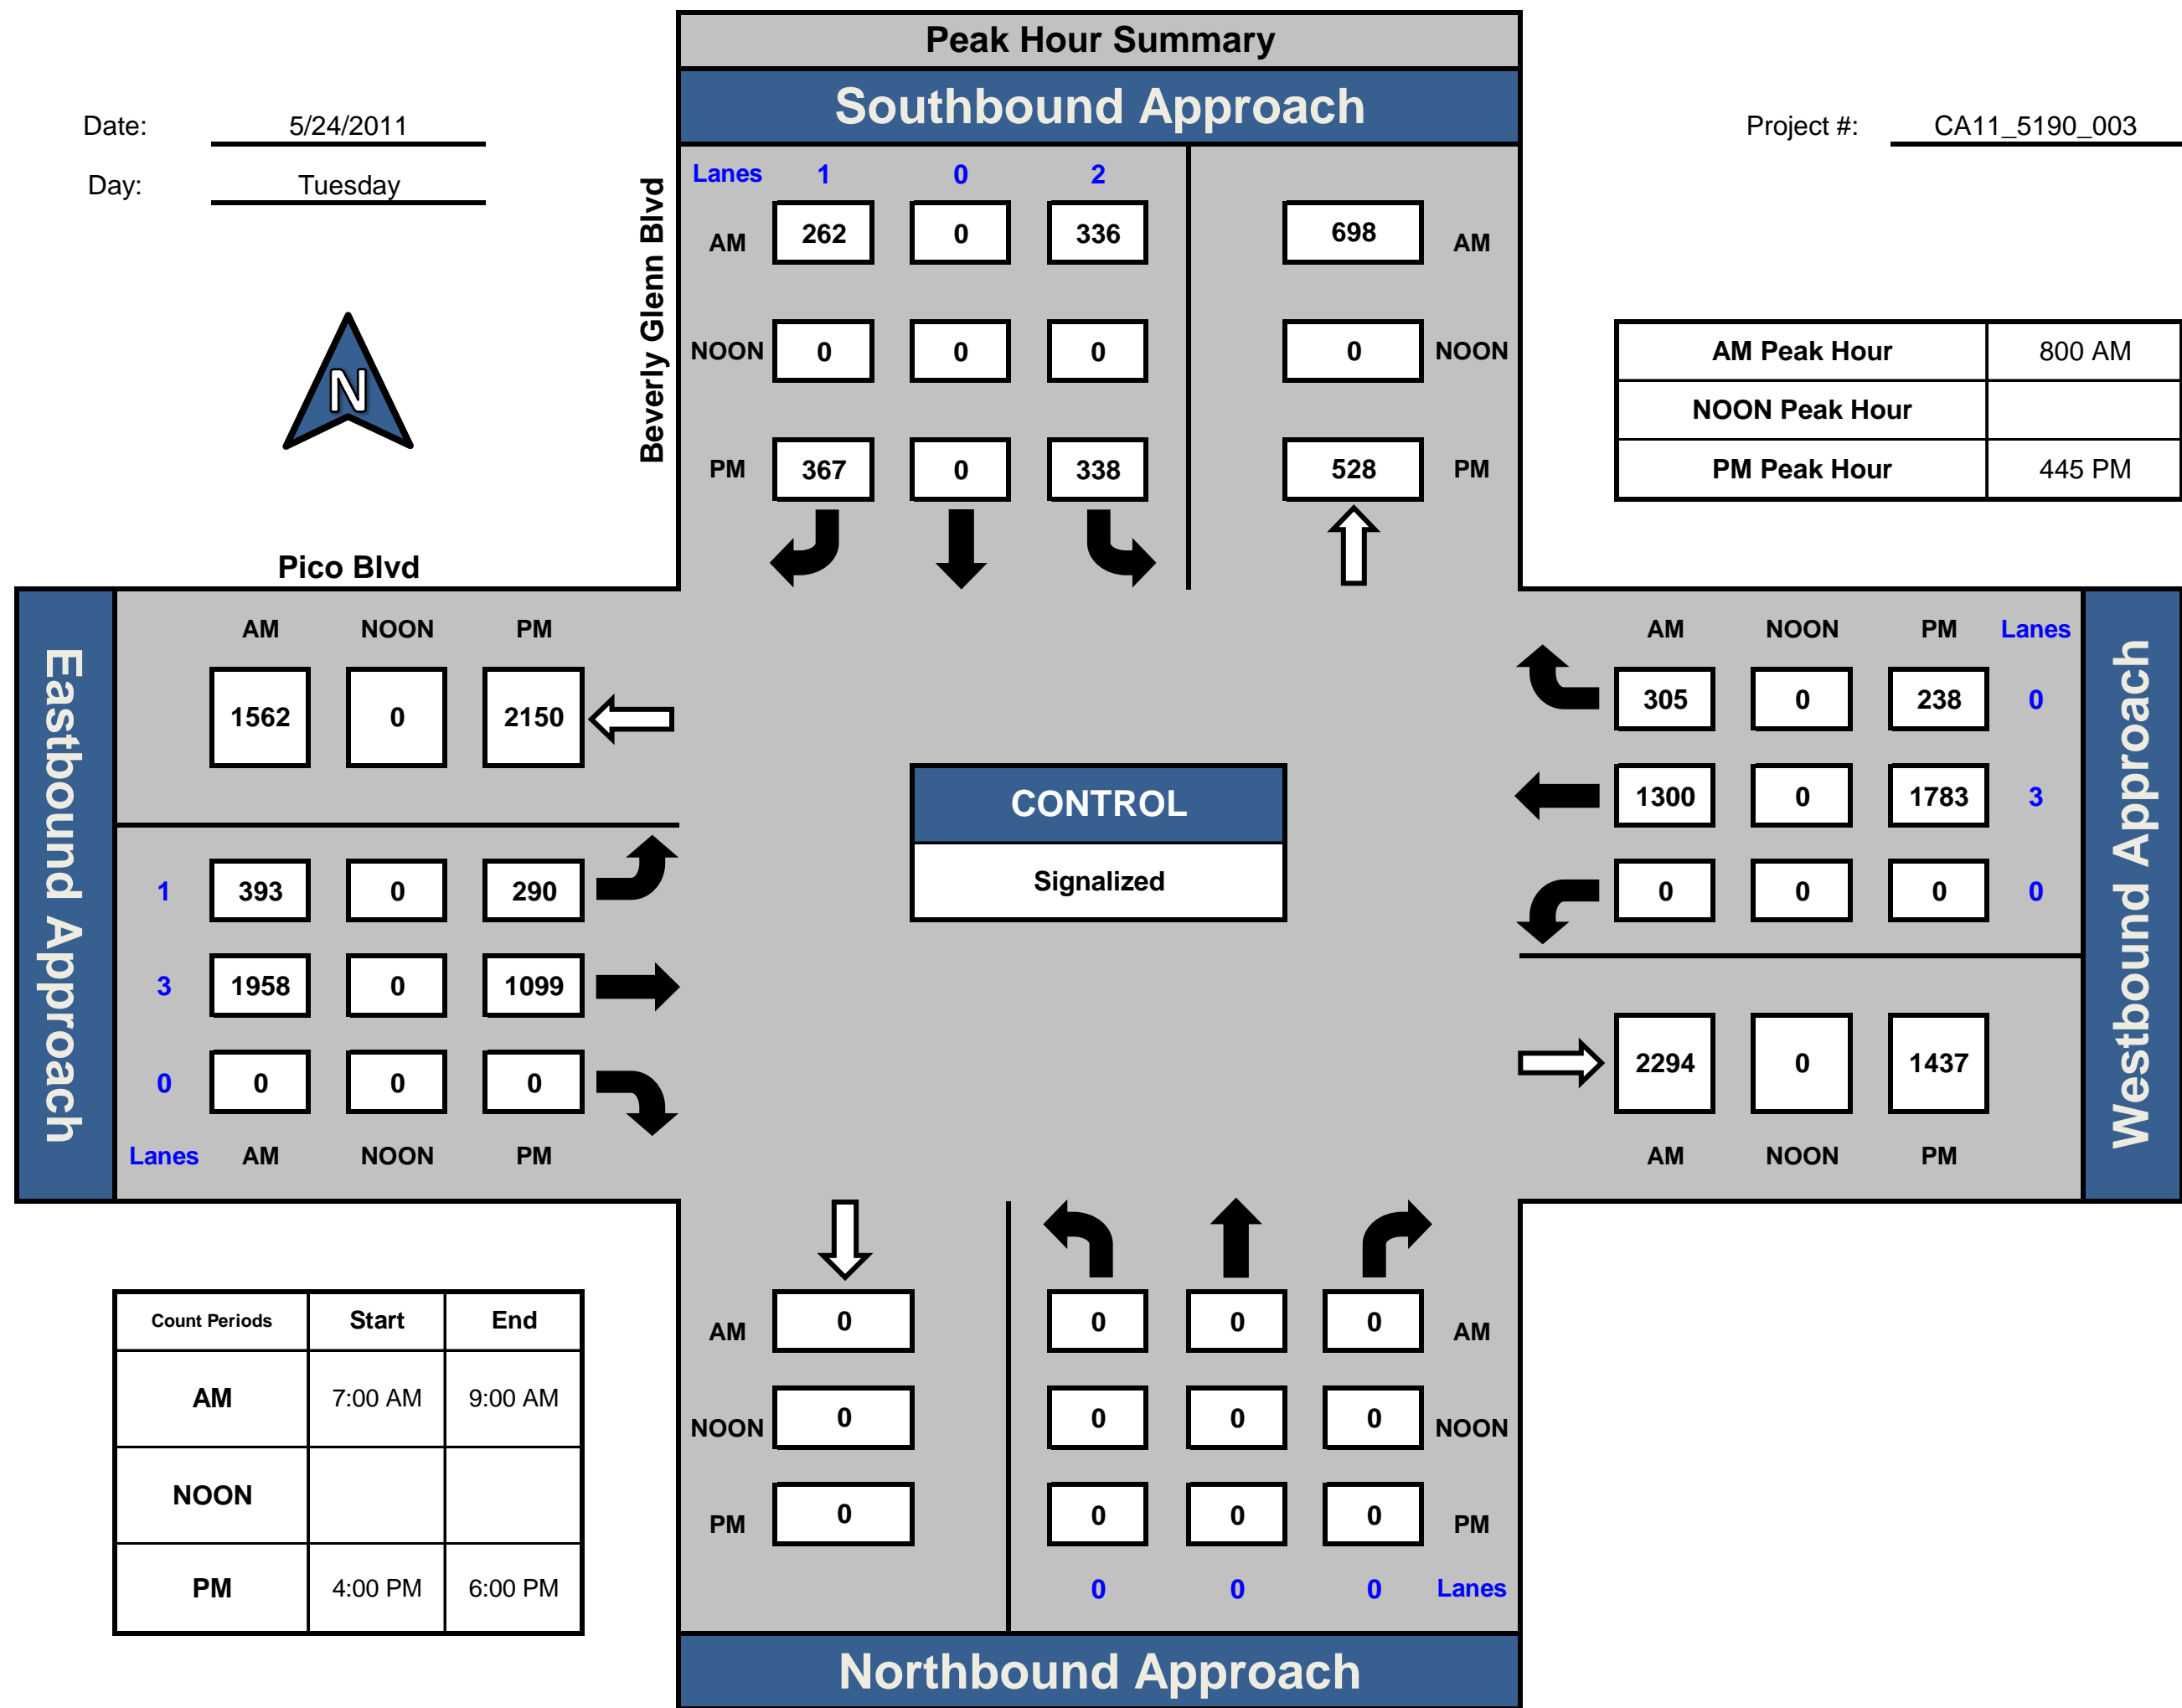 Peak Hour Summary
Southbound Approach
Date: 5/24/2011
Project #: CA11_5190_003
Day: Tuesday
Beverly Glenn Blvd
Lanes 1 0 2
AM 262 0 336 698 AM
NOON 0 0 0 0 NOON
PM 367 0 338 528 PM
N
AM Peak Hour 800 AM
NOON Peak Hour
PM Peak Hour 445 PM
Pico Blvd
Eastbound Approach
AM NOON PM
1562 0 2150
1 393 0 290
3 1958 0 1099
0 0 0 0
Lanes AM NOON PM
CONTROL
Signalized
AM NOON PM Lanes
305 0 238 0
1300 0 1783 3
0 0 0 0
2294 0 1437
AM NOON PM
Westbound Approach
Count Periods Start End
AM 7:00 AM 9:00 AM
NOON
PM 4:00 PM 6:00 PM
AM 0 0 0 0 AM
NOON 0 0 0 0 NOON
PM 0 0 0 0 PM
0 0 0 Lanes
Northbound Approach